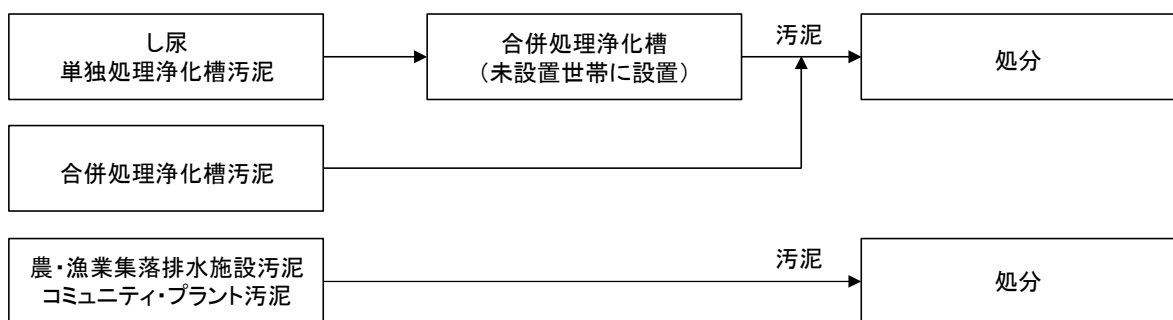 し尿
単独処理浄化槽汚泥
合併処理浄化槽
(未設置世帯に設置)
汚泥
処分
合併処理浄化槽汚泥
農・漁業集落排水施設汚泥
コミュニティ・プラント汚泥
汚泥
処分